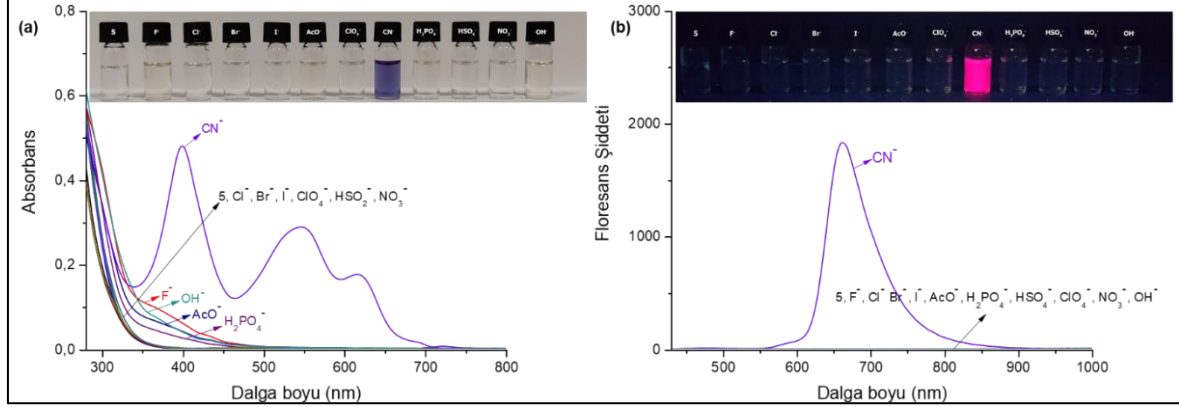 (a)
0,8
0,6
0,4
0,2
0,0
Absorbans
5 F⁻ Cl⁻ Br⁻ I⁻ AcO⁻ ClO₄⁻ CN⁻ H₂PO₄⁻ HSO₄⁻ NO₃⁻ OH⁻
CN⁻
5, Cl⁻, Br⁻, I⁻, ClO₄⁻, HSO₂⁻, NO₃⁻
F⁻
OH⁻
AcO⁻
H₂PO₄⁻
300 400 500 600 700 800
Dalga boyu (nm)
(b)
3000
2000
1000
0
Floresans Şiddeti
5 F⁻ Cl⁻ Br⁻ I⁻ AcO⁻ ClO₄⁻ CN⁻ H₂PO₄⁻ HSO₄⁻ NO₃⁻ OH⁻
CN⁻
5, F⁻, Cl⁻ Br⁻, I⁻, AcO⁻, H₂PO₄⁻, HSO₄⁻, ClO₄⁻, NO₃⁻, OH⁻
500 600 700 800 900 1000
Dalga boyu (nm)